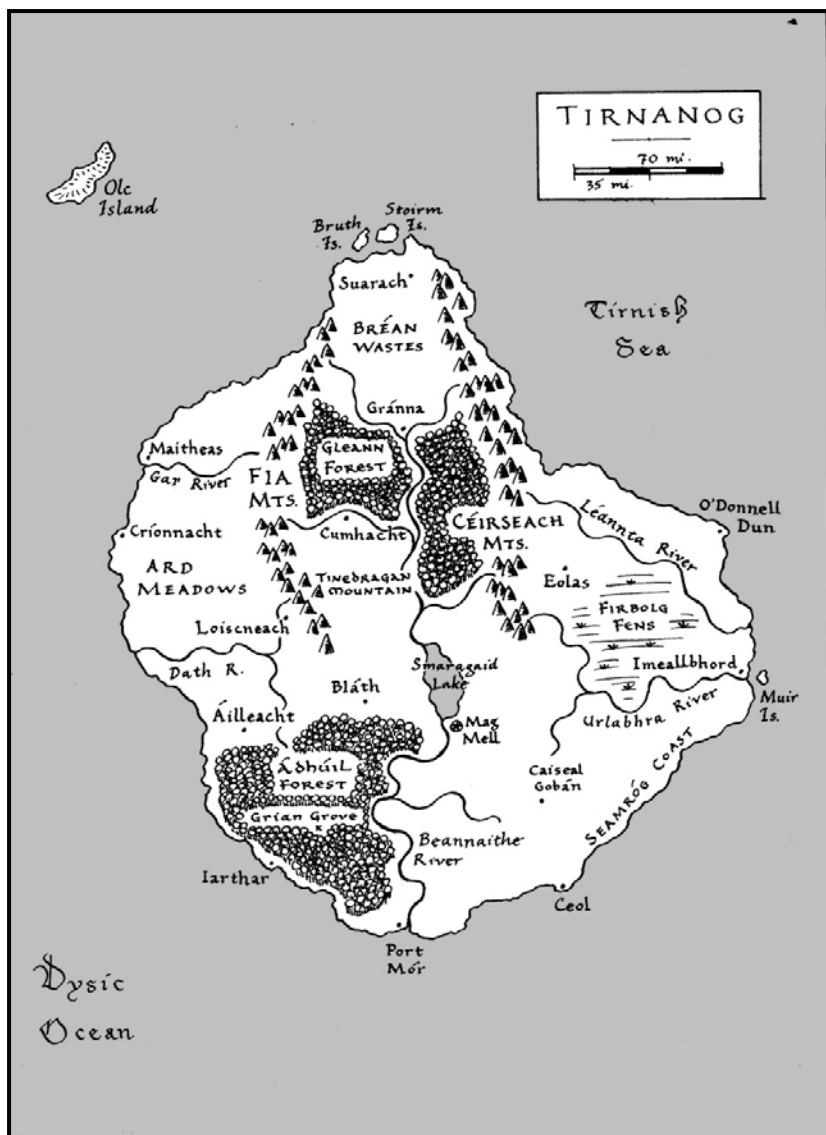 TIRNANOG
70 mi.
35 mi.
Olc
Island
Bruth
Is.
Stoirm
Is.
Suarach
Tirnish
Sea
BRÉAN
WASTES
Gránna
Maitheas
GLEANN
FOREST
Gar River
FIA
MTS.
O'Donnell
Dun
Críonnacht
Cumhacht
CÉIRSEACH
MTS.
Léannta River
ARD
MEADOWS
TINEDRAGAN
MOUNTAIN
Eolas
FIRBOLG
FENS
Loiscneach
Dath R.
Smaragaid
Lake
Imeallbhord
Bláth
Muir
Is.
Áilleacht
Mag
Mell
Urlabhra River
ÁDHÚIL
FOREST
Caiseal
Gobán
SEAMRÓG COAST
Grian Grove
x
Beannaithe
River
Iarthar
Ceol
Port
Mór
Dysic
Ocean